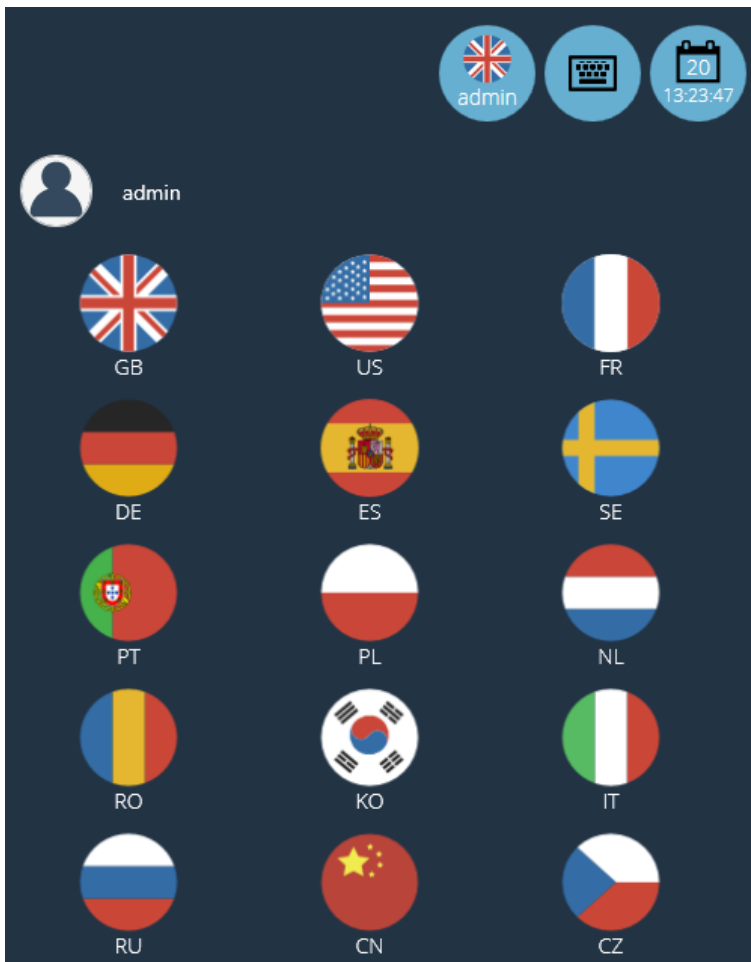 admin
20
13:23:47
admin
GB
US
FR
DE
ES
SE
PT
PL
NL
RO
KO
IT
RU
CN
CZ